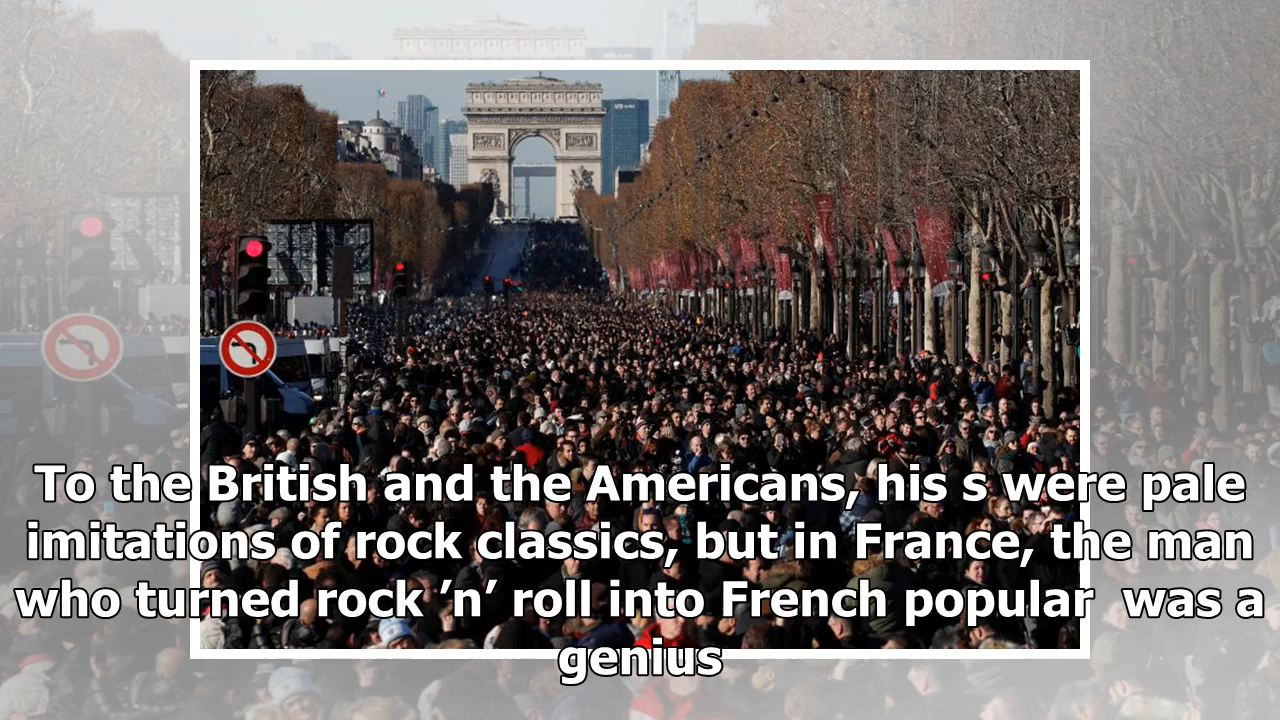 To the British and the Americans, his s were pale
imitations of rock classics, but in France, the man
who turned rock ’n’ roll into French popular  was a
genius